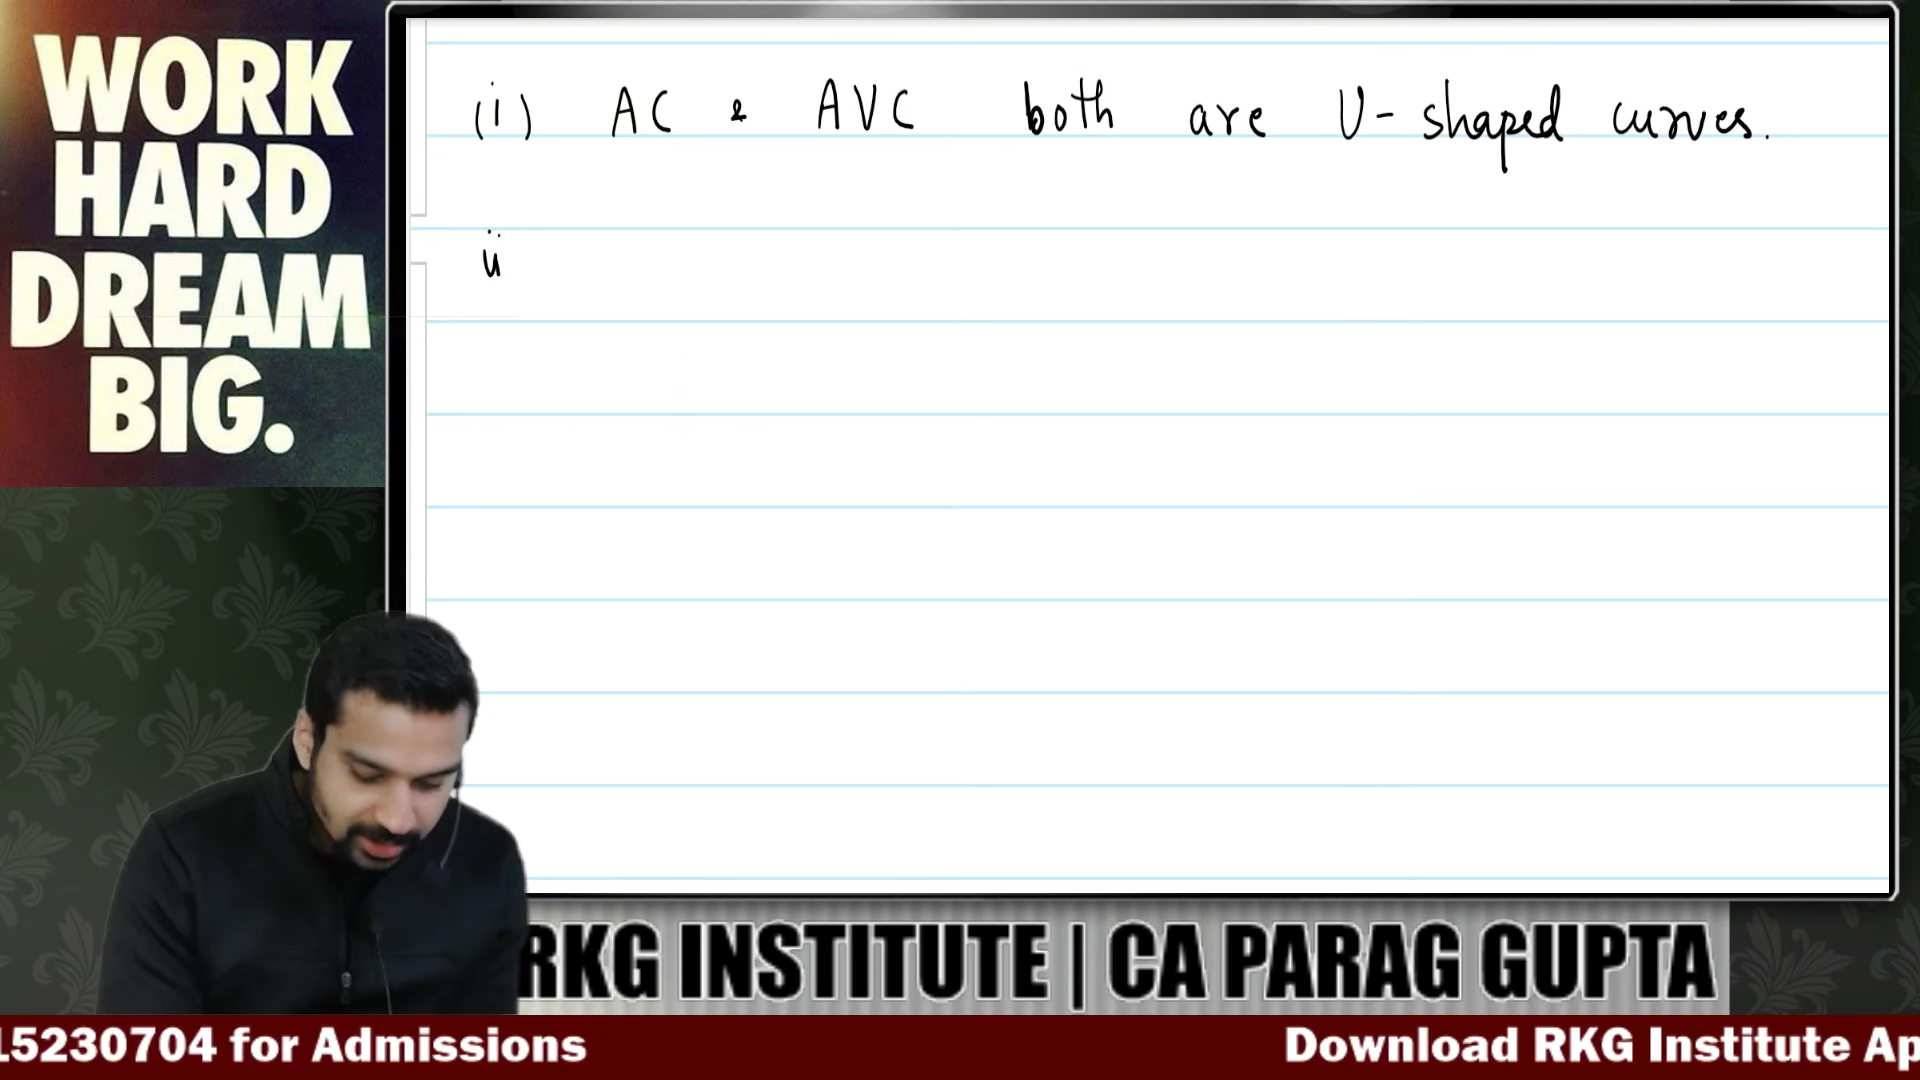 WORK
HARD
DREAM
BIG.
(i) AC & AVC both are U-shaped curves.
ii
RKG INSTITUTE | CA PARAG GUPTA
15230704 for Admissions
Download RKG Institute Ap